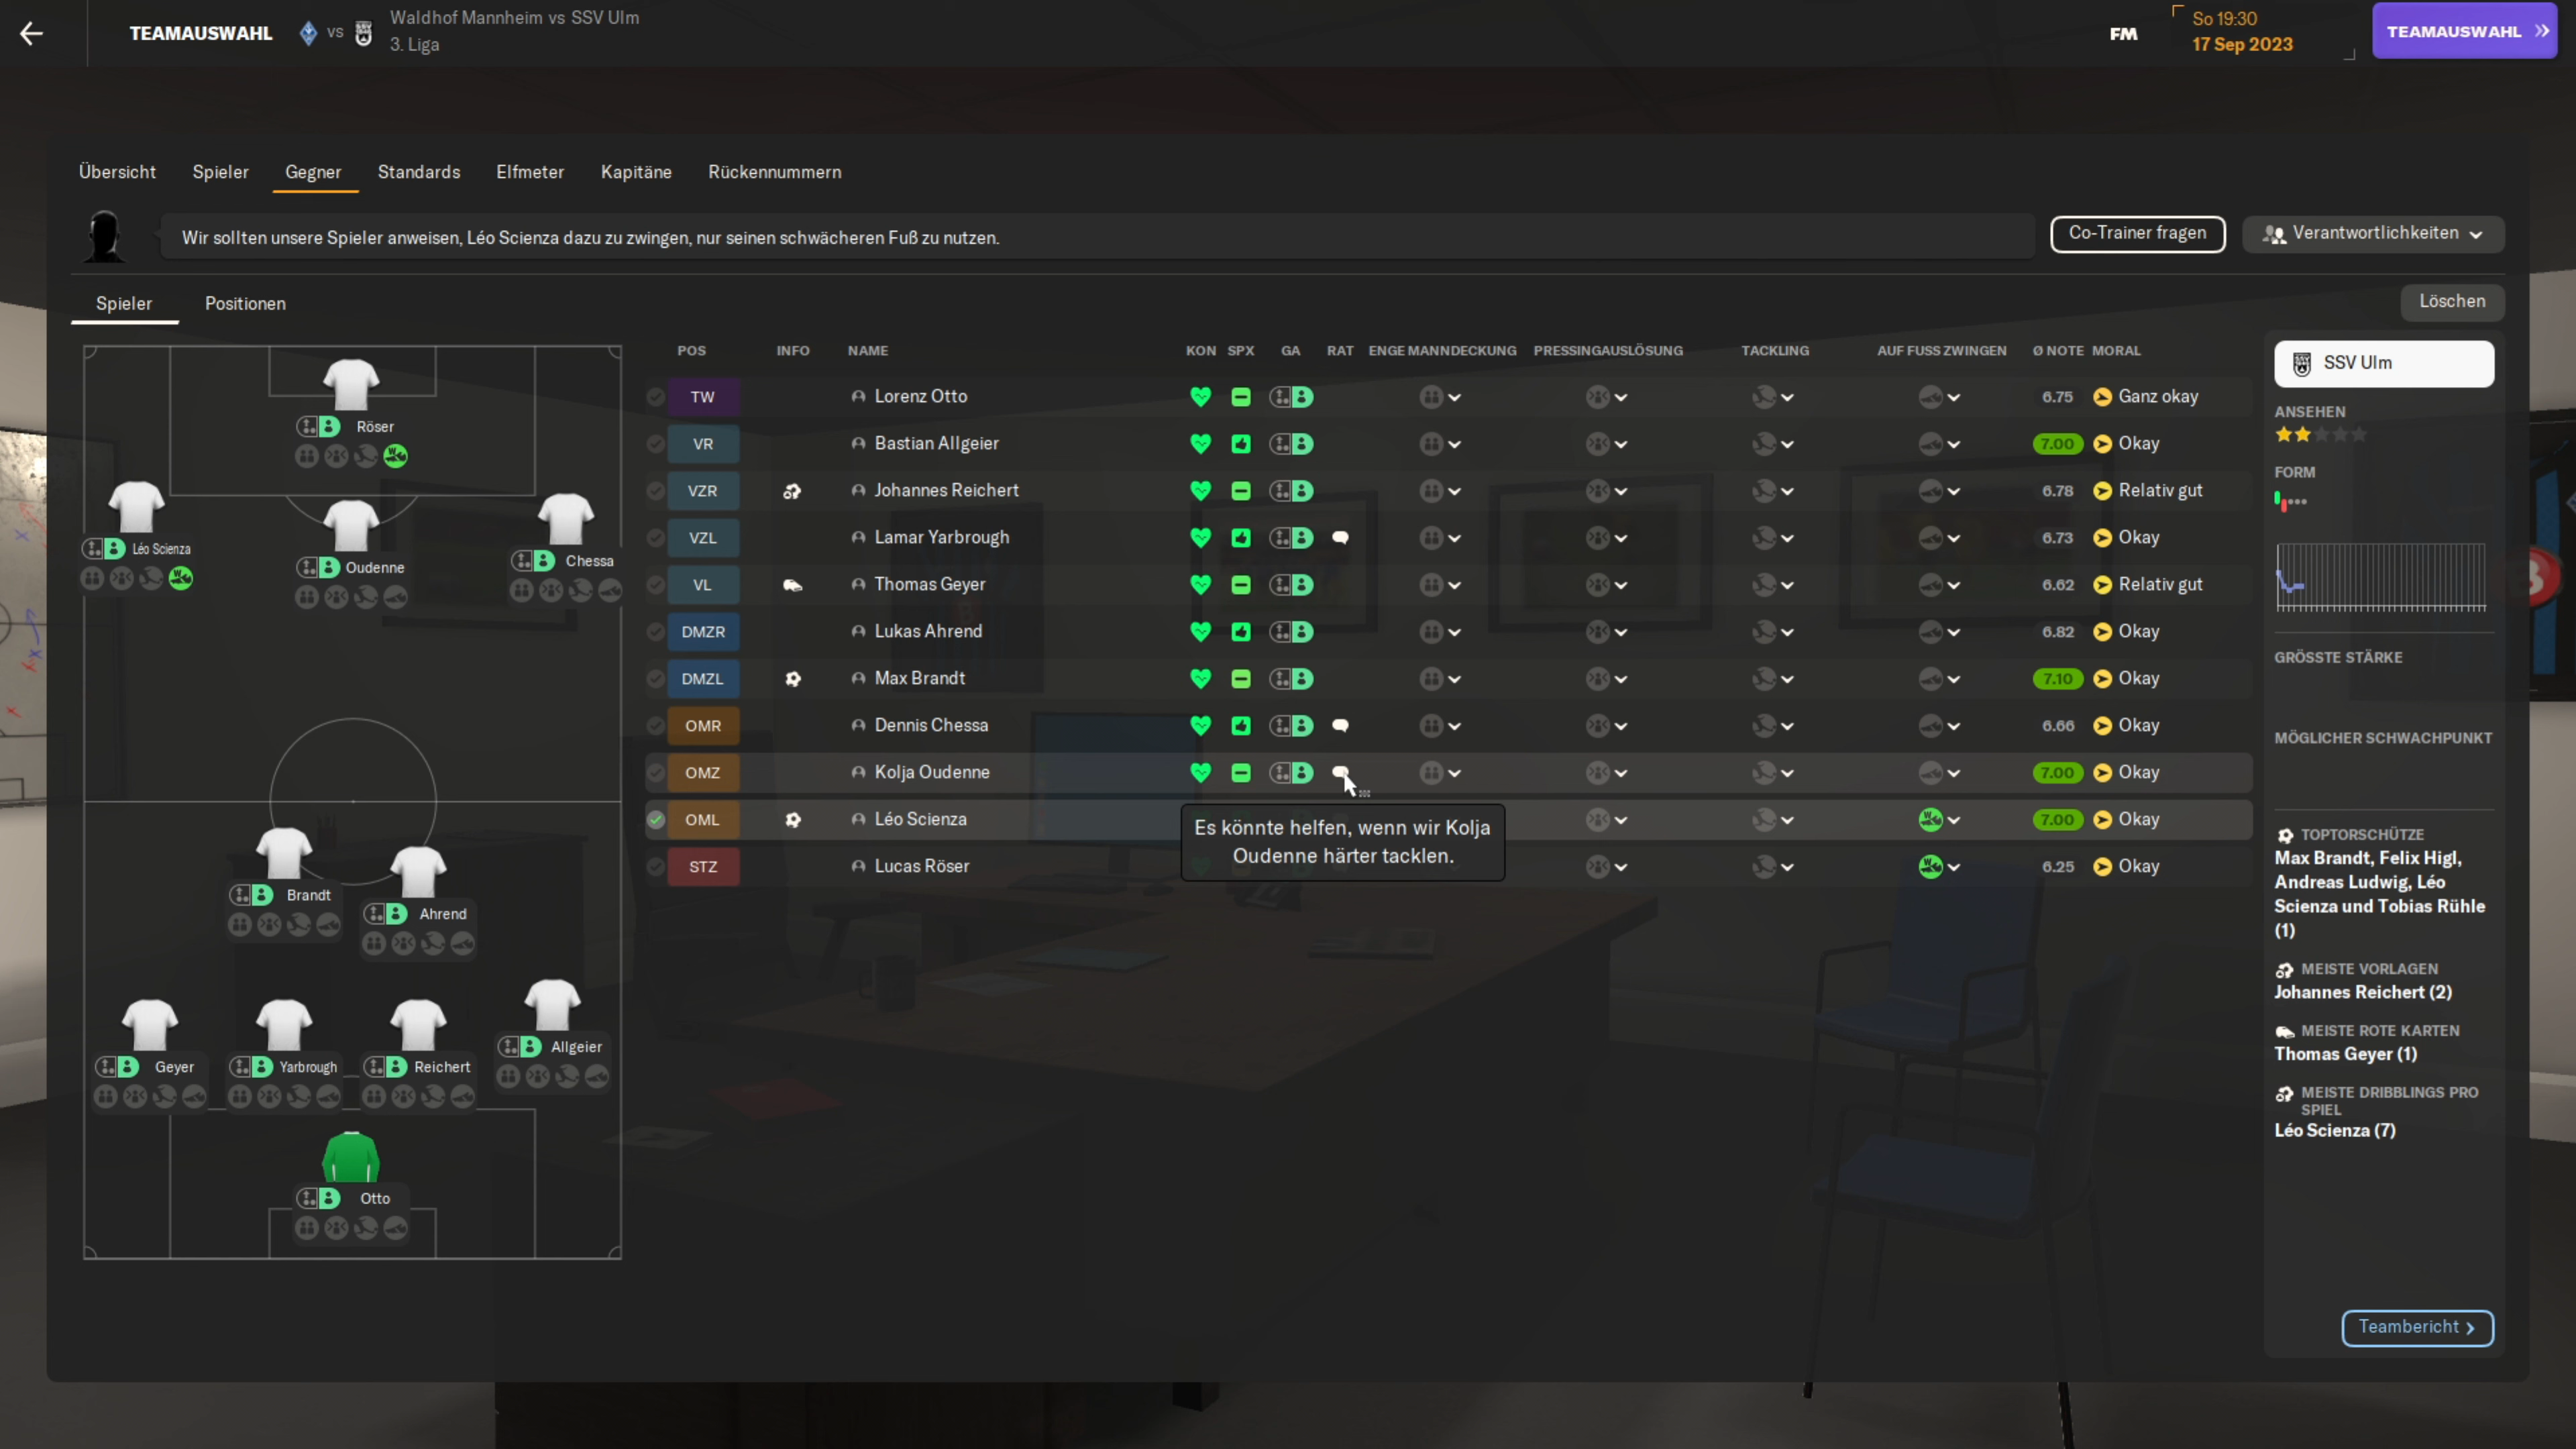 TEAMAUSWAHL
vs
Waldhof Mannheim vs SSV Ulm
3. Liga
FM
So 19:30
17 Sep 2023
TEAMAUSWAHL
Übersicht Spieler Gegner Standards Elfmeter Kapitäne Rückennummern
Wir sollten unsere Spieler anweisen, Léo Scienza dazu zu zwingen, nur seinen schwächeren Fuß zu nutzen.
Co-Trainer fragen
Verantwortlichkeiten
Spieler Positionen
Löschen
Röser
Léo Scienza
Oudenne
Chessa
Brandt
Ahrend
Geyer
Yarbrough
Reichert
Allgeier
Otto
POS INFO NAME KON SPX GA RAT ENGE MANNDECKUNG PRESSINGAUSLÖSUNG TACKLING AUF FUSS ZWINGEN Ø NOTE MORAL
TW Lorenz Otto 6.75 Ganz okay
VR Bastian Allgeier 7.00 Okay
VZR Johannes Reichert 6.78 Relativ gut
VZL Lamar Yarbrough 6.73 Okay
VL Thomas Geyer 6.62 Relativ gut
DMZR Lukas Ahrend 6.82 Okay
DMZL Max Brandt 7.10 Okay
OMR Dennis Chessa 6.66 Okay
OMZ Kolja Oudenne 7.00 Okay
OML Léo Scienza 7.00 Okay
STZ Lucas Röser 6.25 Okay
Es könnte helfen, wenn wir Kolja
Oudenne härter tacklen.
SSV Ulm
ANSEHEN
FORM
GRÖSSTE STÄRKE
MÖGLICHER SCHWACHPUNKT
TOPTORSCHÜTZE
Max Brandt, Felix Higl,
Andreas Ludwig, Léo
Scienza und Tobias Rühle
(1)
MEISTE VORLAGEN
Johannes Reichert (2)
MEISTE ROTE KARTEN
Thomas Geyer (1)
MEISTE DRIBBLINGS PRO
SPIEL
Léo Scienza (7)
Teambericht